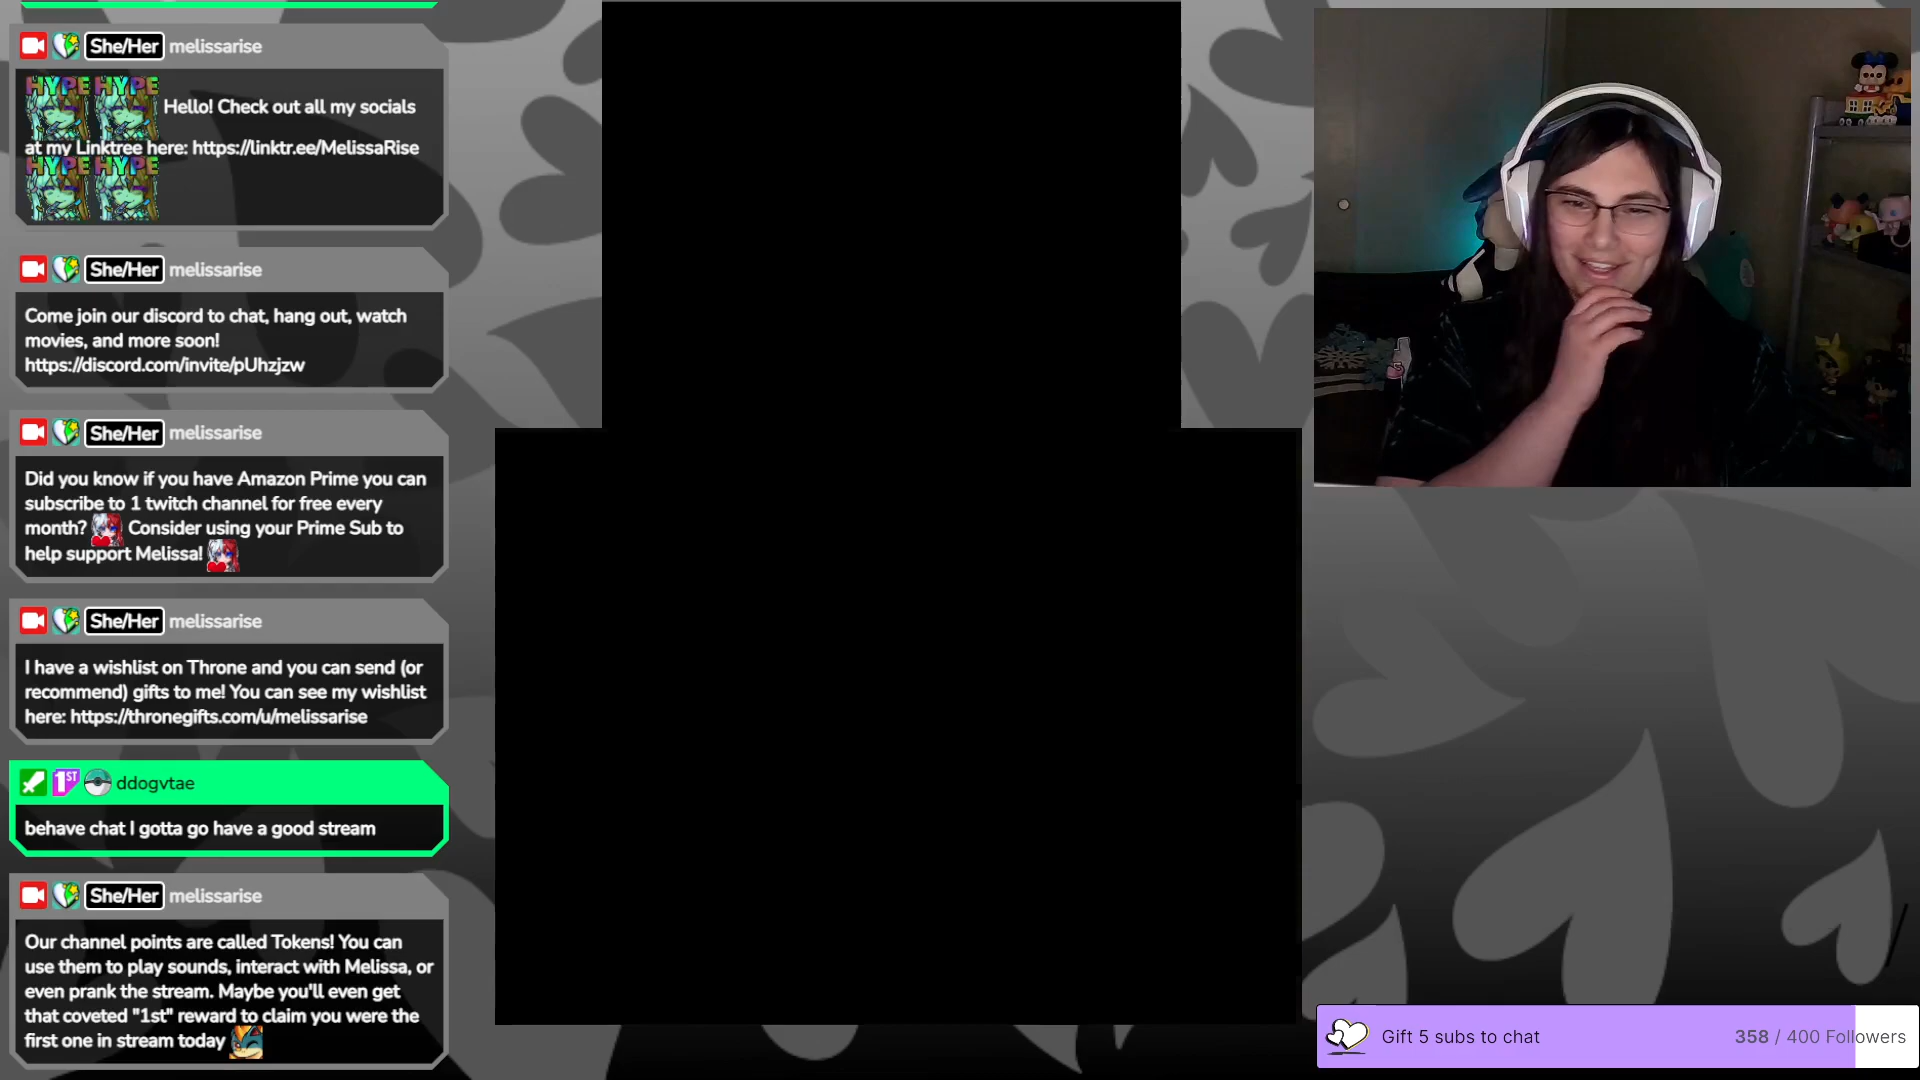 She/Her melissarise
HYPE HYPE Hello! Check out all my socials
at my Linktree here: https://linktr.ee/MelissaRise
HYPE HYPE
She/Her melissarise
Come join our discord to chat, hang out, watch
movies, and more soon!
https://discord.com/invite/pUhzjzw
She/Her melissarise
Did you know if you have Amazon Prime you can
subscribe to 1 twitch channel for free every
month? Consider using your Prime Sub to
help support Melissa!
She/Her melissarise
I have a wishlist on Throne and you can send (or
recommend) gifts to me! You can see my wishlist
here: https://thronegifts.com/u/melissarise
1ST ddogvtae
behave chat I gotta go have a good stream
She/Her melissarise
Our channel points are called Tokens! You can
use them to play sounds, interact with Melissa, or
even prank the stream. Maybe you'll even get
that coveted "1st" reward to claim you were the
first one in stream today
Gift 5 subs to chat 358 / 400 Followers